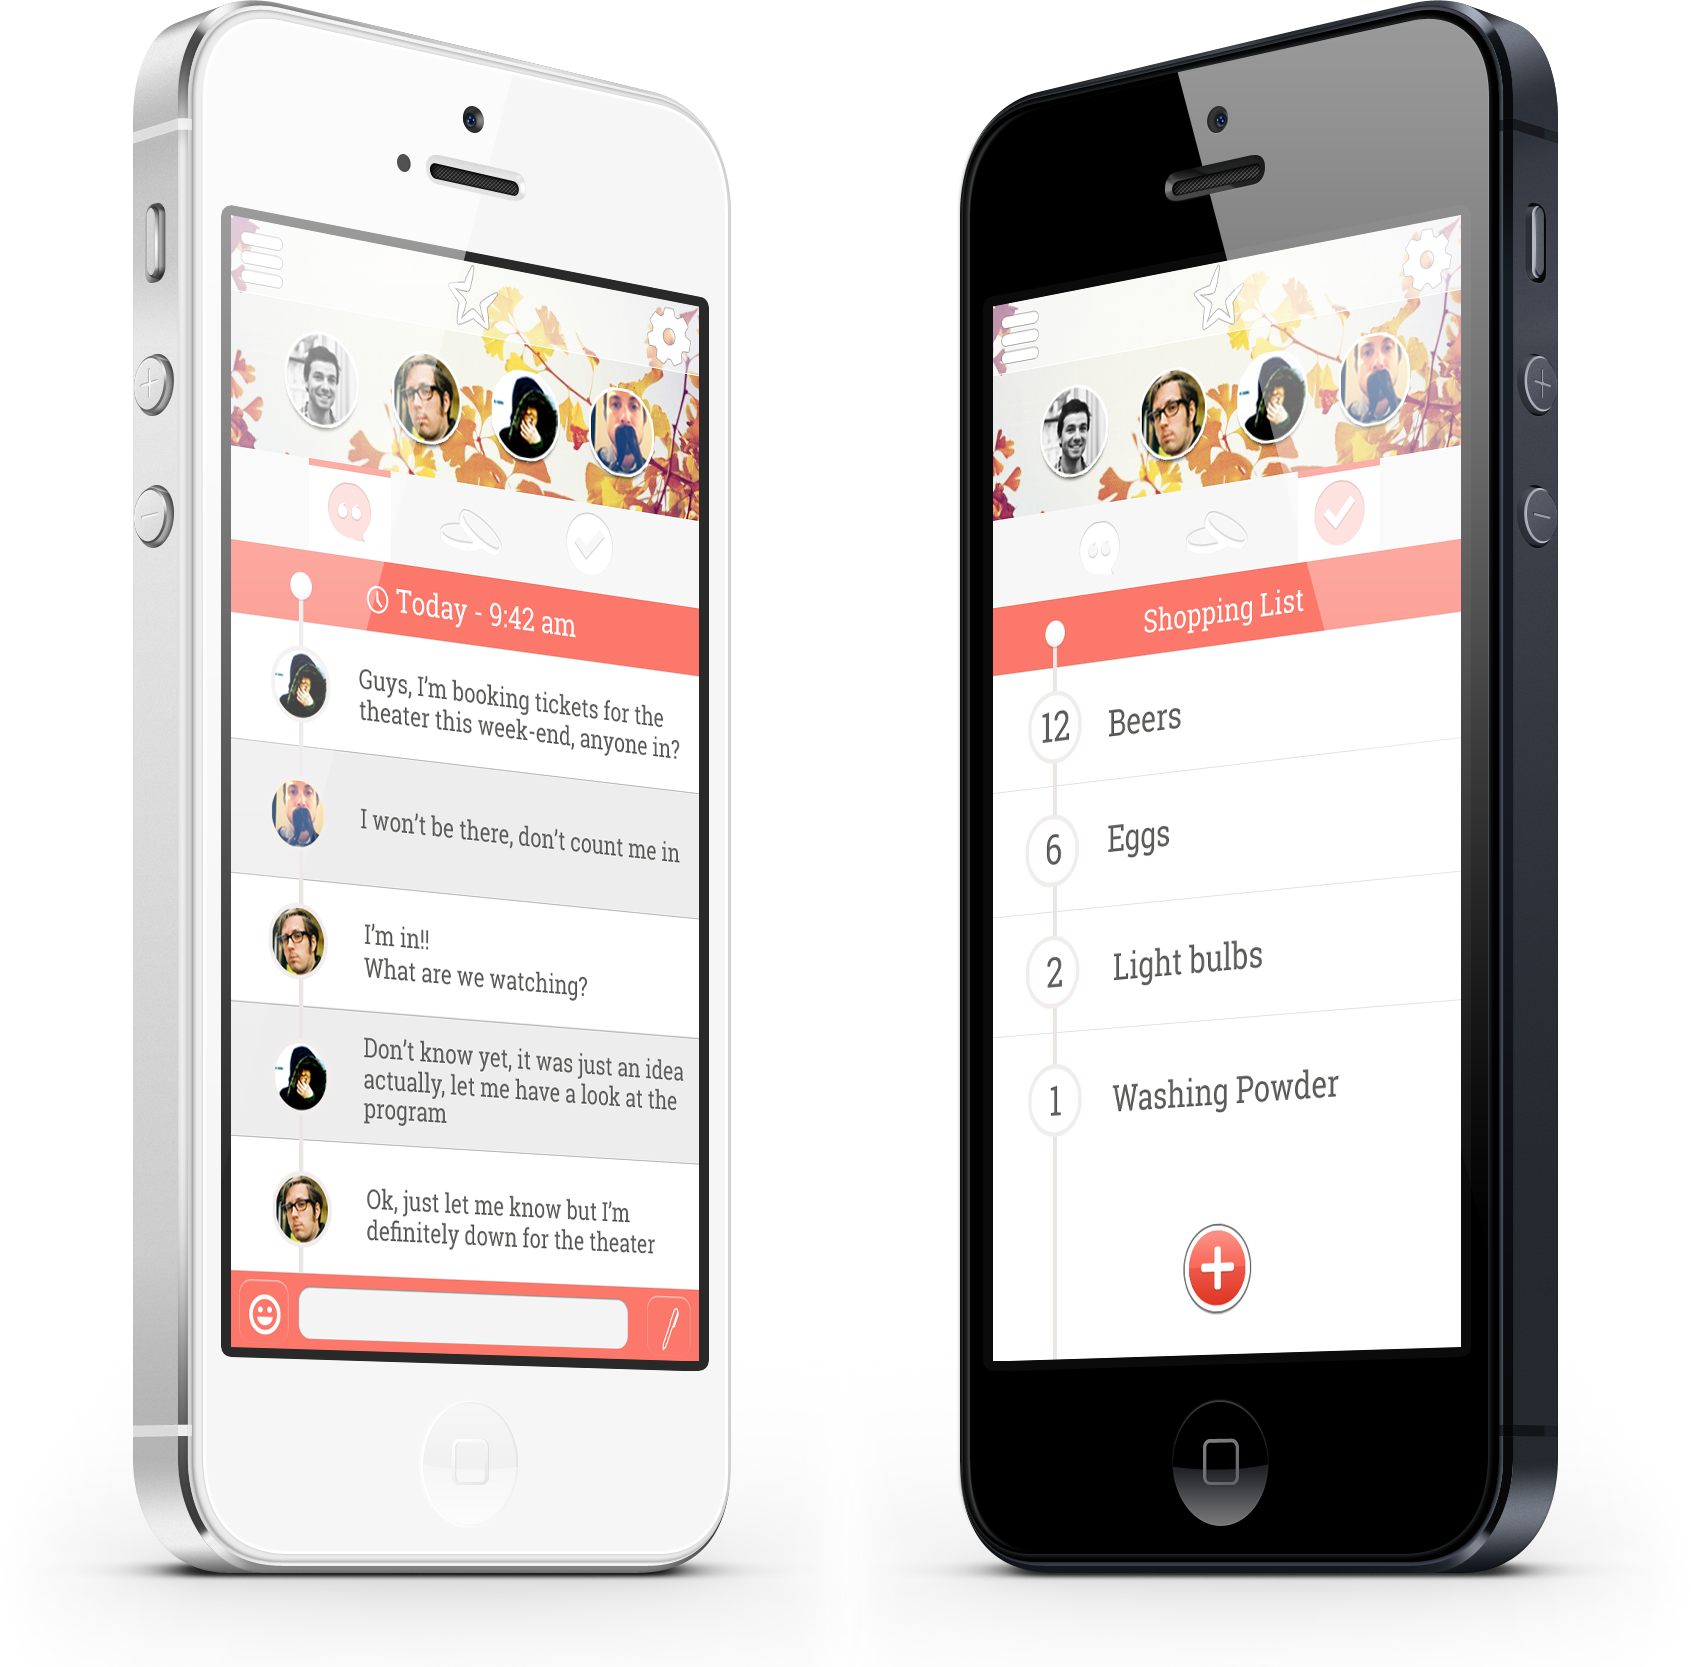 Today - 9:42 am
Guys, I'm booking tickets for the
theater this week-end, anyone in?
I won't be there, don't count me in
I'm in!!
What are we watching?
Don't know yet, it was just an idea
actually, let me have a look at the
program
Ok, just let me know but I'm
definitely down for the theater
Shopping List
12 Beers
6 Eggs
2 Light bulbs
1 Washing Powder